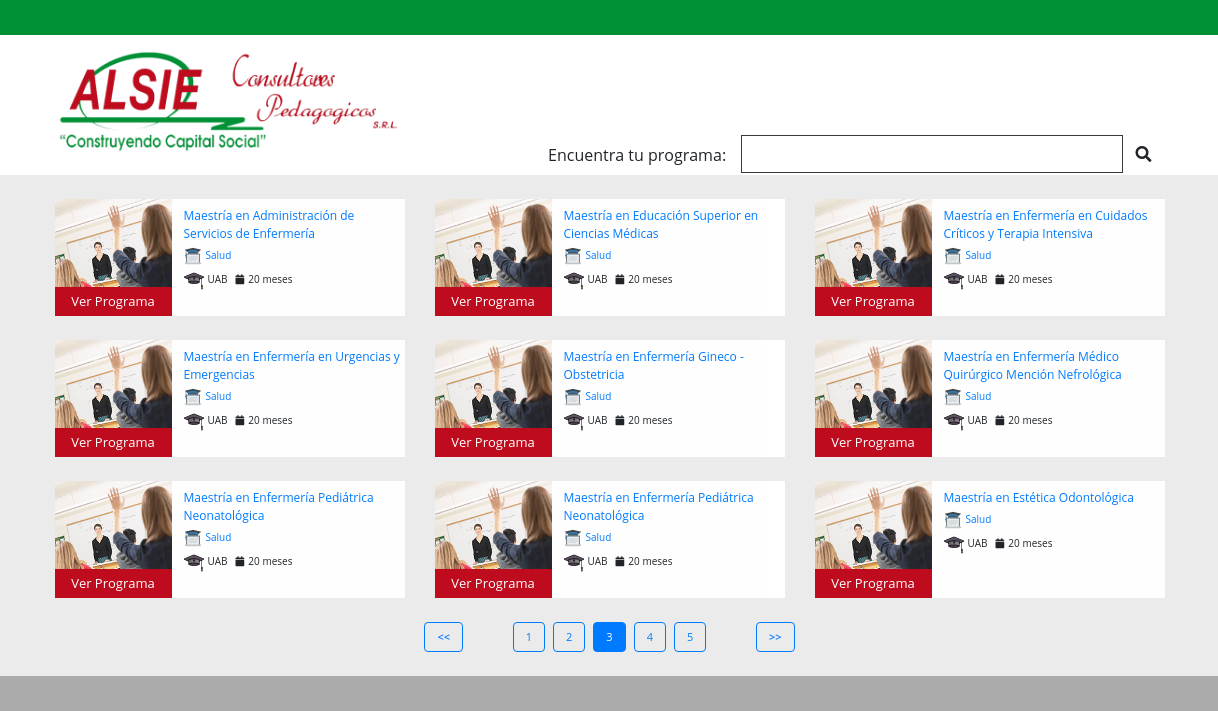 ALSIE Consultores
Pedagogicos
S.R.L.
“Construyendo Capital Social”
Encuentra tu programa:
Maestría en Administración de
Servicios de Enfermería
Salud
UAB 20 meses
Ver Programa
Maestría en Educación Superior en
Ciencias Médicas
Salud
UAB 20 meses
Ver Programa
Maestría en Enfermería en Cuidados
Críticos y Terapia Intensiva
Salud
UAB 20 meses
Ver Programa
Maestría en Enfermería en Urgencias y
Emergencias
Salud
UAB 20 meses
Ver Programa
Maestría en Enfermería Gineco -
Obstetricia
Salud
UAB 20 meses
Ver Programa
Maestría en Enfermería Médico
Quirúrgico Mención Nefrológica
Salud
UAB 20 meses
Ver Programa
Maestría en Enfermería Pediátrica
Neonatológica
Salud
UAB 20 meses
Ver Programa
Maestría en Enfermería Pediátrica
Neonatológica
Salud
UAB 20 meses
Ver Programa
Maestría en Estética Odontológica
Salud
UAB 20 meses
Ver Programa
<< 1 2 3 4 5 >>